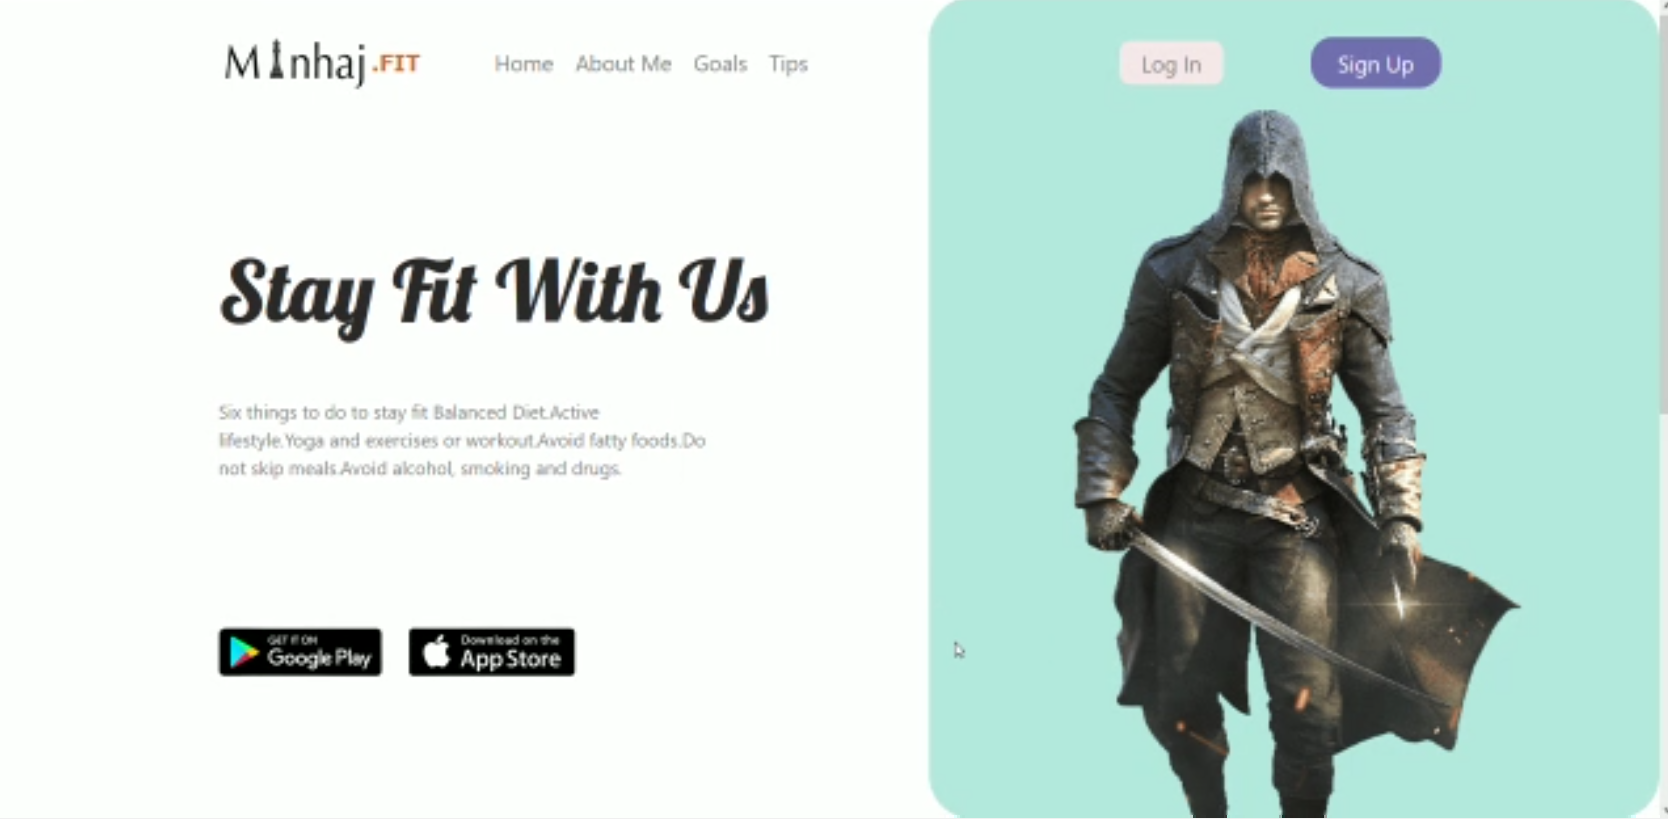 Minhaj.FIT
Home About Me Goals Tips
Log In
Sign Up
Stay Fit With Us
Six things to do to stay fit Balanced Diet.Active
lifestyle.Yoga and exercises or workout.Avoid fatty foods.Do
not skip meals.Avoid alcohol, smoking and drugs.
GET IT ON
Google Play
Download on the
App Store